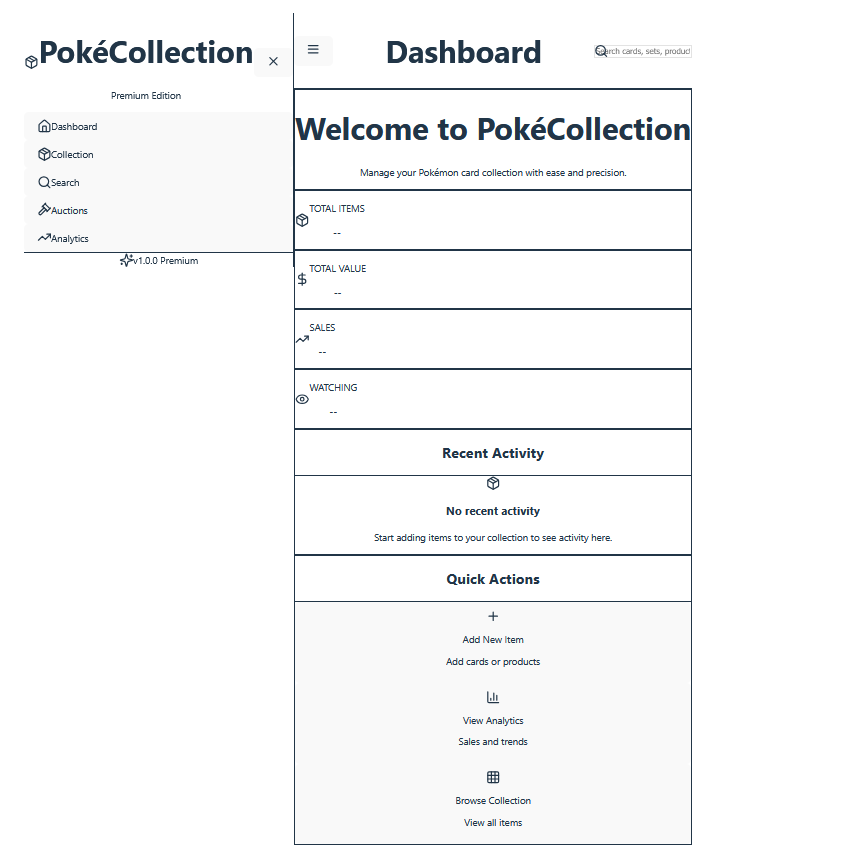 PokéCollection
Premium Edition
Dashboard
Collection
Search
Auctions
Analytics
v1.0.0 Premium
Dashboard
Search cards, sets, produc
Welcome to PokéCollection
Manage your Pokémon card collection with ease and precision.
TOTAL ITEMS
--
TOTAL VALUE
--
SALES
--
WATCHING
--
Recent Activity
No recent activity
Start adding items to your collection to see activity here.
Quick Actions
Add New Item
Add cards or products
View Analytics
Sales and trends
Browse Collection
View all items